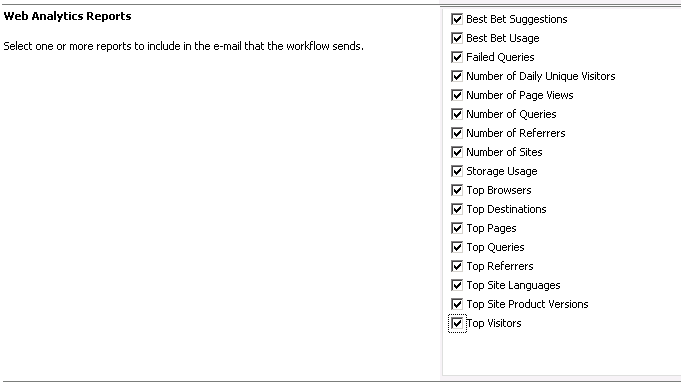 Web Analytics Reports
Select one or more reports to include in the e-mail that the workflow sends.
Best Bet Suggestions
Best Bet Usage
Failed Queries
Number of Daily Unique Visitors
Number of Page Views
Number of Queries
Number of Referrers
Number of Sites
Storage Usage
Top Browsers
Top Destinations
Top Pages
Top Queries
Top Referrers
Top Site Languages
Top Site Product Versions
Top Visitors